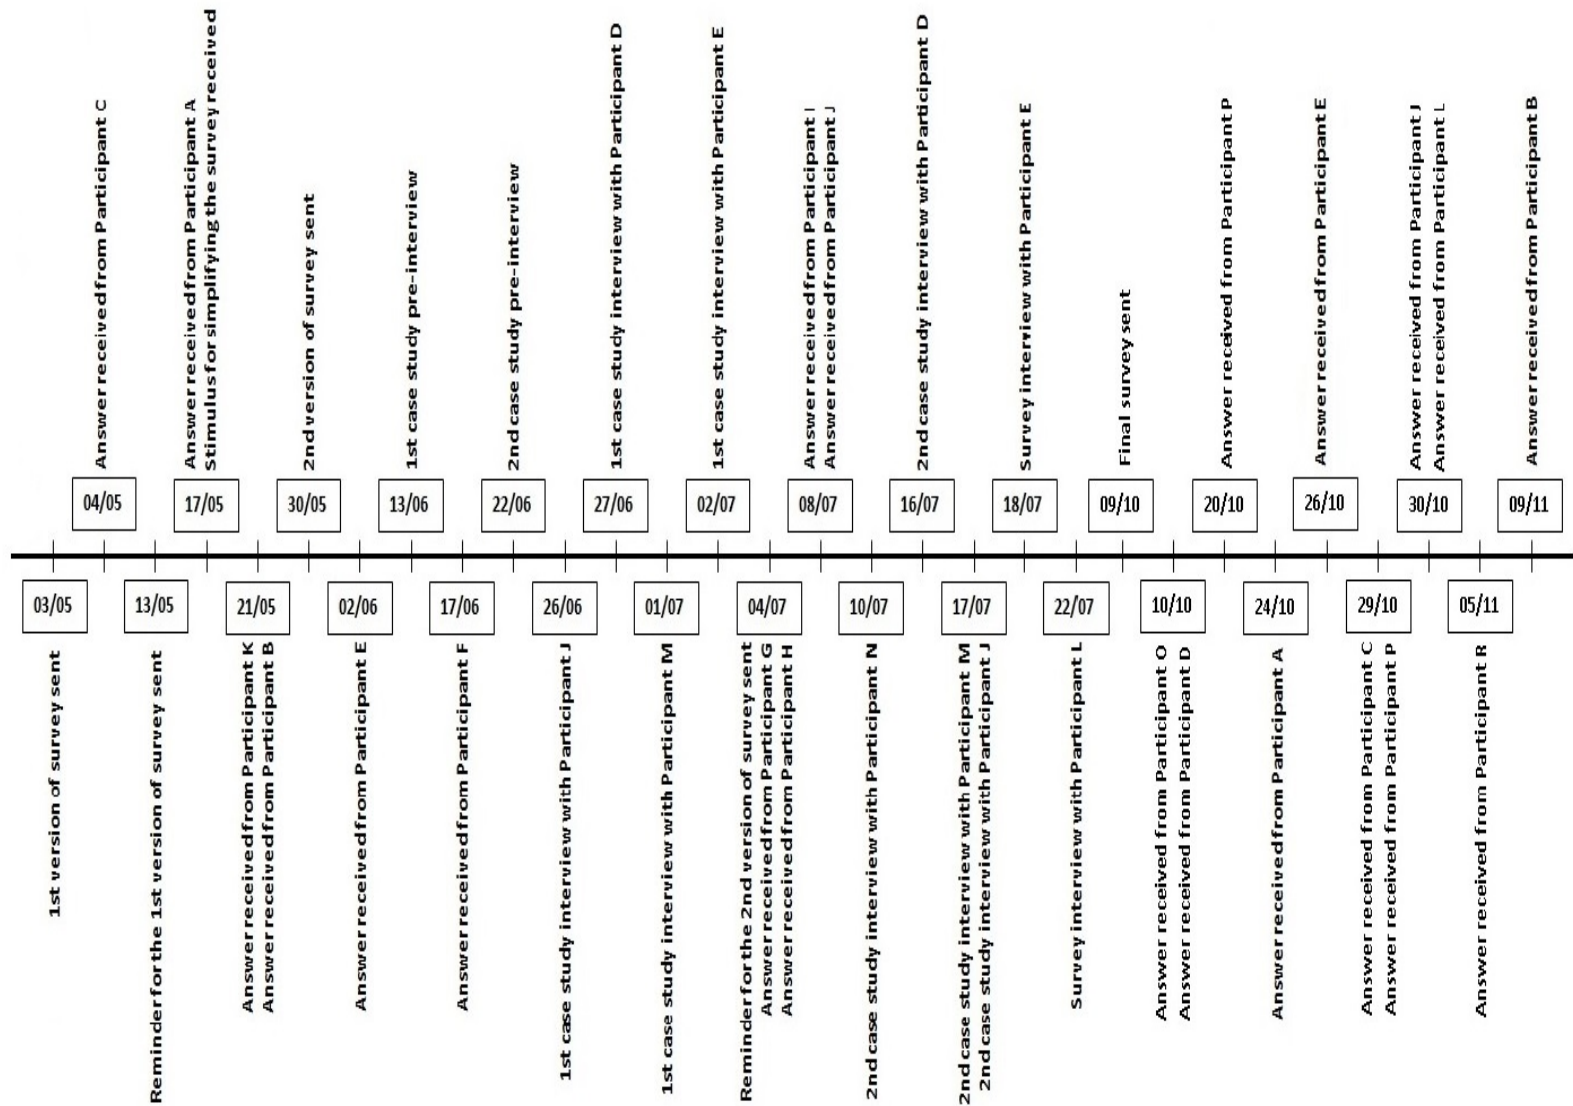 Answer received from Participant C
Answer received from Participant A
Stimulus for simplifying the survey received
2nd version of survey sent
1st case study pre-interview
2nd case study pre-interview
1st case study interview with Participant D
1st case study interview with Participant E
Answer received from Participant I
Answer received from Participant J
2nd case study interview with Participant D
Survey interview with Participant E
Final survey sent
Answer received from Participant P
Answer received from Participant E
Answer received from Participant J
Answer received from Participant L
Answer received from Participant B
04/05
17/05
30/05
13/06
22/06
27/06
02/07
08/07
16/07
18/07
09/10
20/10
26/10
30/10
09/11
03/05
13/05
21/05
02/06
17/06
26/06
01/07
04/07
10/07
17/07
22/07
10/10
24/10
29/10
05/11
1st version of survey sent
Reminder for the 1st version of survey sent
Answer received from Participant K
Answer received from Participant B
Answer received from Participant E
Answer received from Participant F
1st case study interview with Participant J
1st case study interview with Participant M
Reminder for the 2nd version of survey sent
Answer received from Participant G
Answer received from Participant H
2nd case study interview with Participant N
2nd case study interview with Participant M
2nd case study interview with Participant J
Survey interview with Participant L
Answer received from Participant O
Answer received from Participant D
Answer received from Participant A
Answer received from Participant C
Answer received from Participant P
Answer received from Participant R